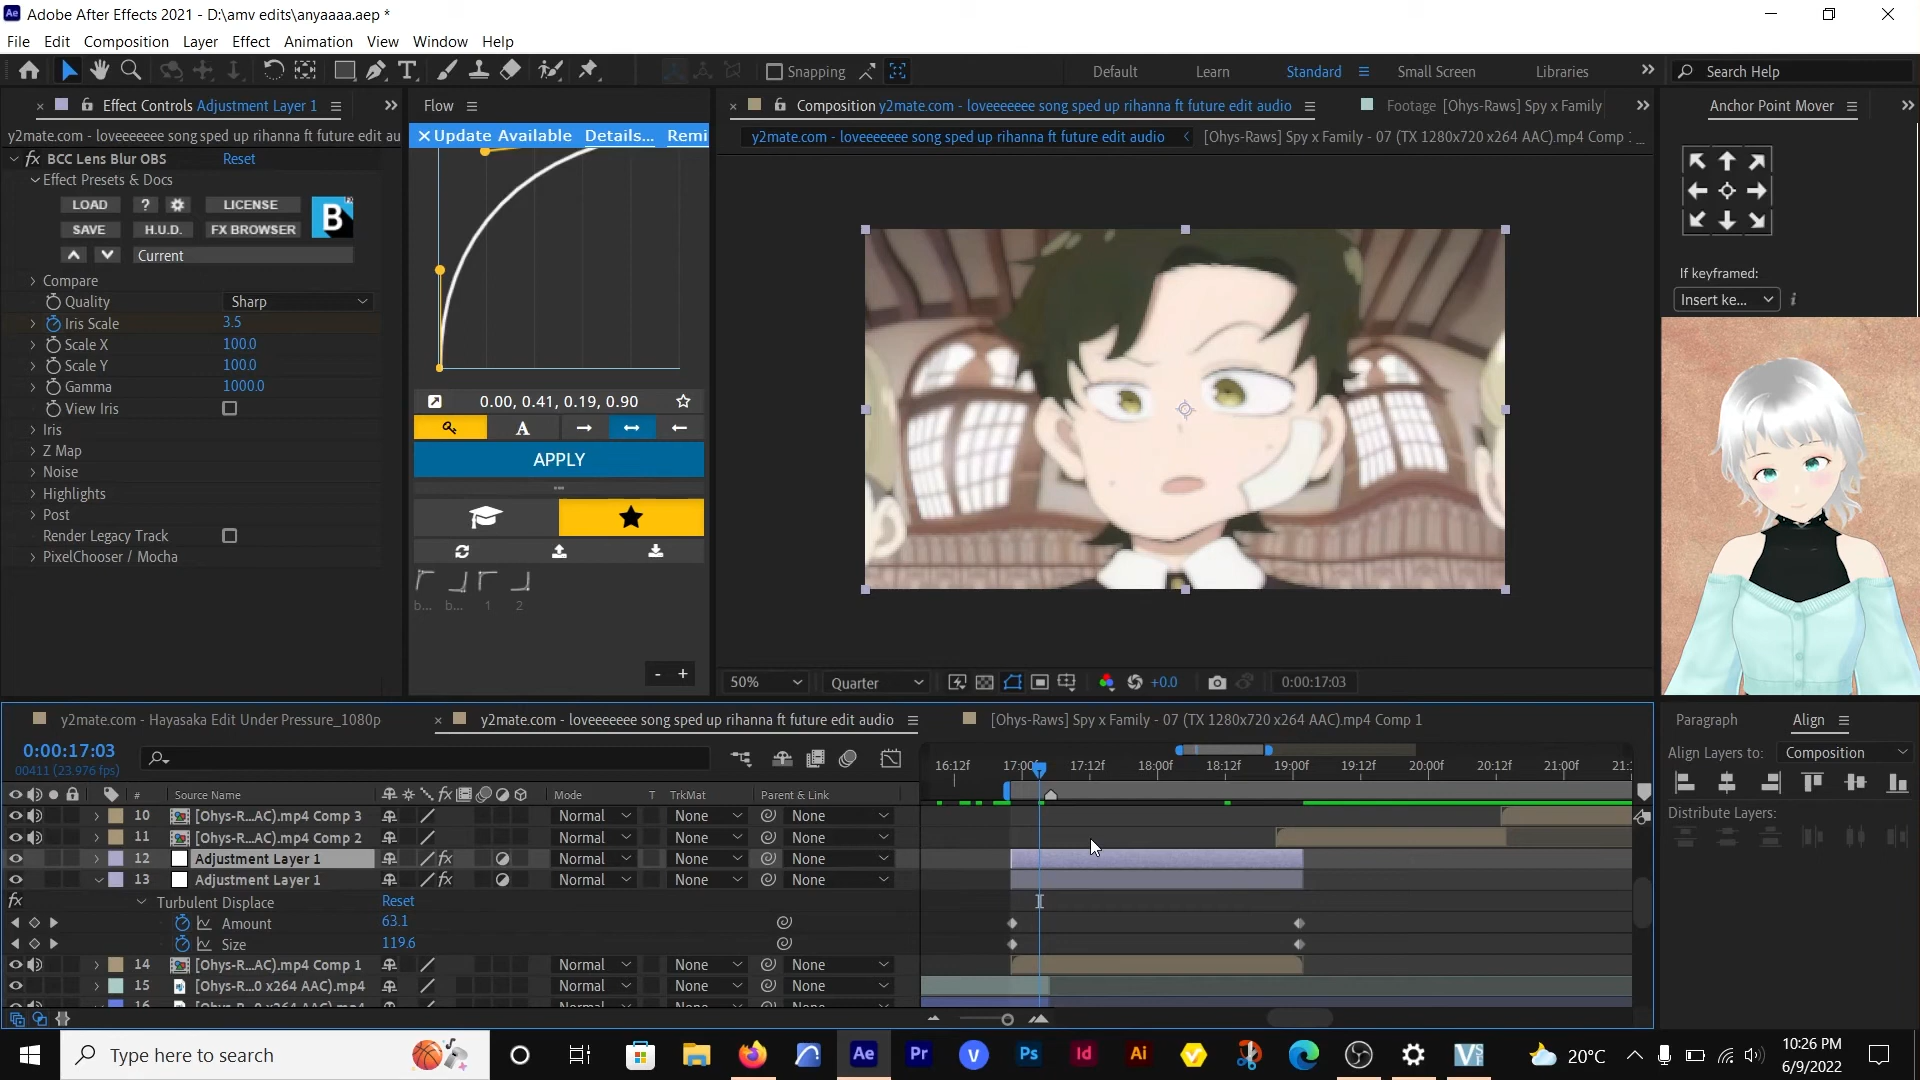 Adobe After Effects 2021 - D:\amv edits\anyaaaa.aep *
File Edit Composition Layer Effect Animation View Window Help
Snapping Default Learn Standard Small Screen Libraries Search Help
Effect Controls Adjustment Layer 1
y2mate.com - loveeeeeee song sped up rihanna ft future edit au
fx BCC Lens Blur OBS Reset
Effect Presets & Docs
LOAD ? LICENSE
SAVE H.U.D. FX BROWSER
B
Current
Compare
Quality Sharp
Iris Scale 3.5
Scale X 100.0
Scale Y 100.0
Gamma 1000.0
View Iris
Iris
Z Map
Noise
Highlights
Post
Render Legacy Track
PixelChooser / Mocha
Flow
Update Available Details... Remi
0.00, 0.41, 0.19, 0.90
A
APPLY
b... b... 1 2
- +
Composition y2mate.com - loveeeeeee song sped up rihanna ft future edit audio Footage [Ohys-Raws] Spy x Family
y2mate.com - loveeeeeee song sped up rihanna ft future edit audio [Ohys-Raws] Spy x Family - 07 (TX 1280x720 x264 AAC).mp4 Comp
50% Quarter +0.0 0:00:17:03
Anchor Point Mover
If keyframed:
Insert ke... i
y2mate.com - Hayasaka Edit Under Pressure_1080p y2mate.com - loveeeeeee song sped up rihanna ft future edit audio [Ohys-Raws] Spy x Family - 07 (TX 1280x720 x264 AAC).mp4 Comp 1
0:00:17:03
00411 (23.976 fps)
16:12f 17:00f 17:12f 18:00f 18:12f 19:00f 19:12f 20:00f 20:12f 21:00f 21:1
# Source Name fx Mode T TrkMat Parent & Link
10 [Ohys-R...AC).mp4 Comp 3 Normal None None
11 [Ohys-R...AC).mp4 Comp 2 Normal None None
12 Adjustment Layer 1 fx Normal None None
13 Adjustment Layer 1 fx Normal None None
fx Turbulent Displace Reset
Amount 63.1
Size 119.6
14 [Ohys-R...AC).mp4 Comp 1 Normal None None
15 [Ohys-R...0 x264 AAC).mp4 Normal None None
Paragraph Align
Align Layers to: Composition
Distribute Layers:
Type here to search
Ae Pr V Ps Id Ai
20°C
10:26 PM
6/9/2022